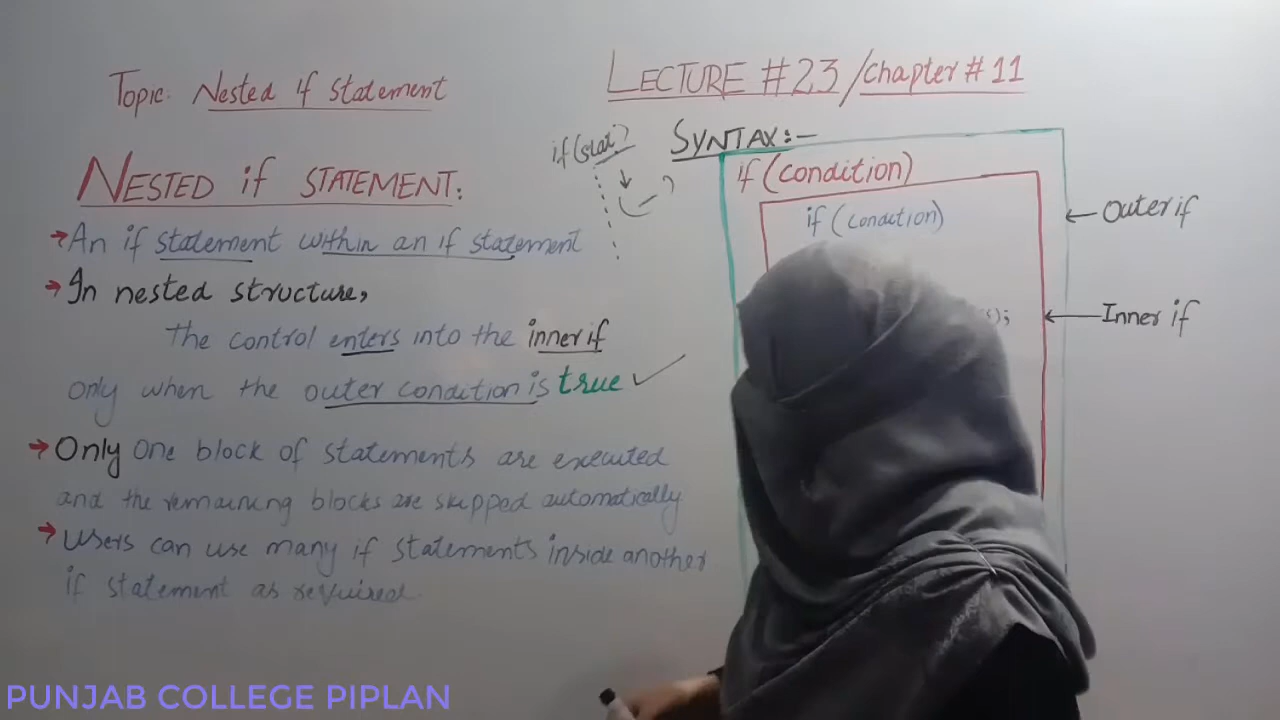 Topic: Nested if statement
LECTURE #23/chapter #11
NESTED if STATEMENT:
→An if statement within an if statement
→In nested structure,
the control enters into the inner if
only when the outer condition is true ✓
→Only one block of statements are executed
and the remaining blocks are skipped automatically
→Users can use many if statements inside another
if statement as required.
SYNTAX:-
if (condition)
if (condition)
);
←Outer if
←Inner if
PUNJAB COLLEGE PIPLAN